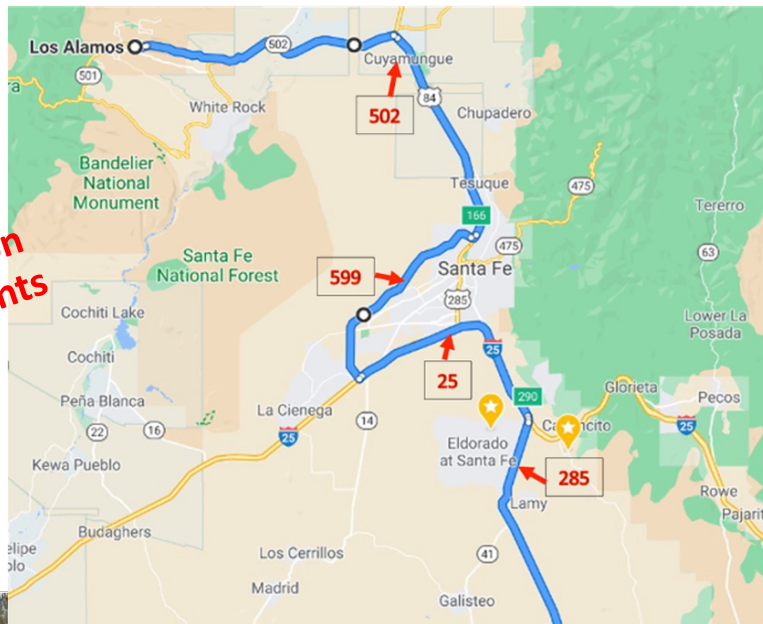 Los Alamos
502
Cuyamungue
501
502
White Rock
84
Chupadero
Bandelier
National
Monument
Tesuque
475
166
Tererro
Santa Fe
National Forest
599
475
Santa Fe
63
285
Cochiti Lake
Lower La
Posada
Cochiti
25
25
Peña Blanca
La Cienega
290
Glorieta
Pecos
14
25
22
16
25
Eldorado
at Santa Fe
Kewa Pueblo
285
Rowe
Lamy
Budaghers
41
Los Cerrillos
Madrid
Galisteo